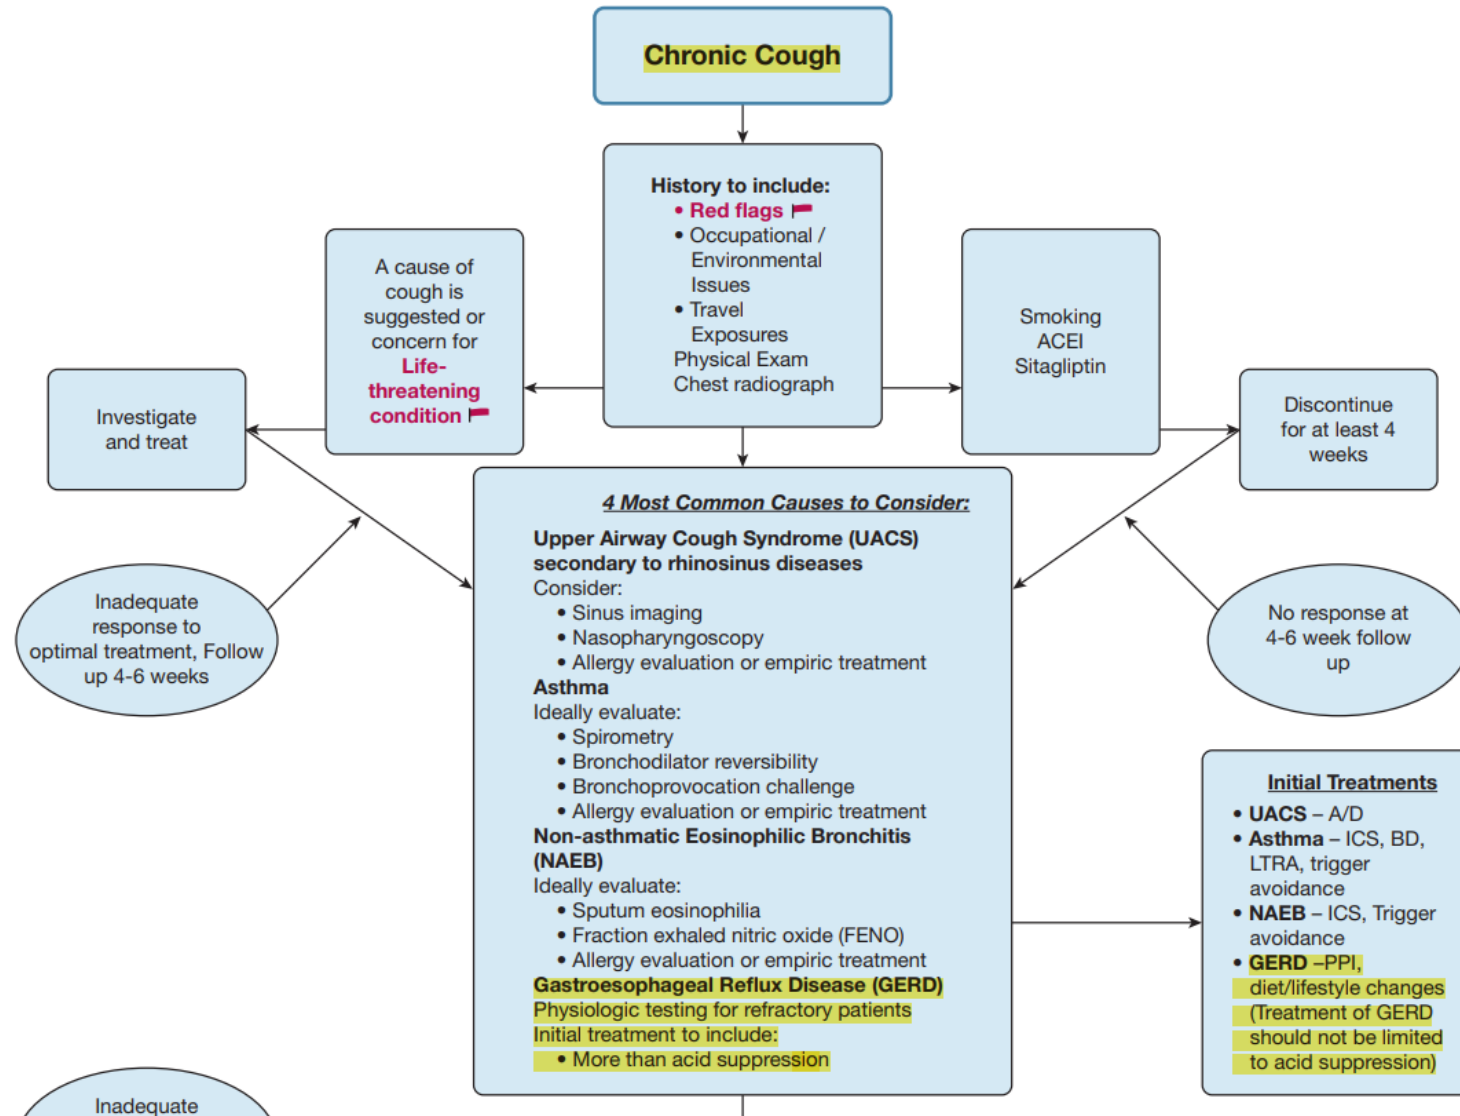 Chronic Cough
History to include:
• Red flags
• Occupational /
Environmental
Issues
• Travel
Exposures
Physical Exam
Chest radiograph
A cause of
cough is
suggested or
concern for
Life-
threatening
condition
Smoking
ACEI
Sitagliptin
Investigate
and treat
Discontinue
for at least 4
weeks
4 Most Common Causes to Consider:
Upper Airway Cough Syndrome (UACS)
secondary to rhinosinus diseases
Consider:
• Sinus imaging
• Nasopharyngoscopy
• Allergy evaluation or empiric treatment
Asthma
Ideally evaluate:
• Spirometry
• Bronchodilator reversibility
• Bronchoprovocation challenge
• Allergy evaluation or empiric treatment
Non-asthmatic Eosinophilic Bronchitis
(NAEB)
Ideally evaluate:
• Sputum eosinophilia
• Fraction exhaled nitric oxide (FENO)
• Allergy evaluation or empiric treatment
Gastroesophageal Reflux Disease (GERD)
Physiologic testing for refractory patients
Initial treatment to include:
• More than acid suppression
Inadequate
response to
optimal treatment, Follow
up 4-6 weeks
No response at
4-6 week follow
up
Initial Treatments
• UACS – A/D
• Asthma – ICS, BD,
LTRA, trigger
avoidance
• NAEB – ICS, Trigger
avoidance
• GERD –PPI,
diet/lifestyle changes
(Treatment of GERD
should not be limited
to acid suppression)
Inadequate